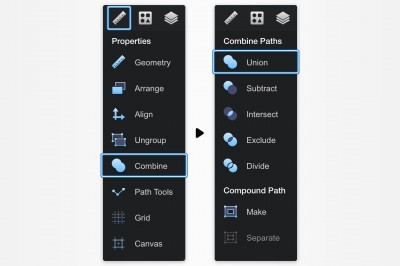 Properties
Geometry
Arrange
Align
Ungroup
Combine
Path Tools
Grid
Canvas
Combine Paths
Union
Subtract
Intersect
Exclude
Divide
Compound Path
Make
Separate